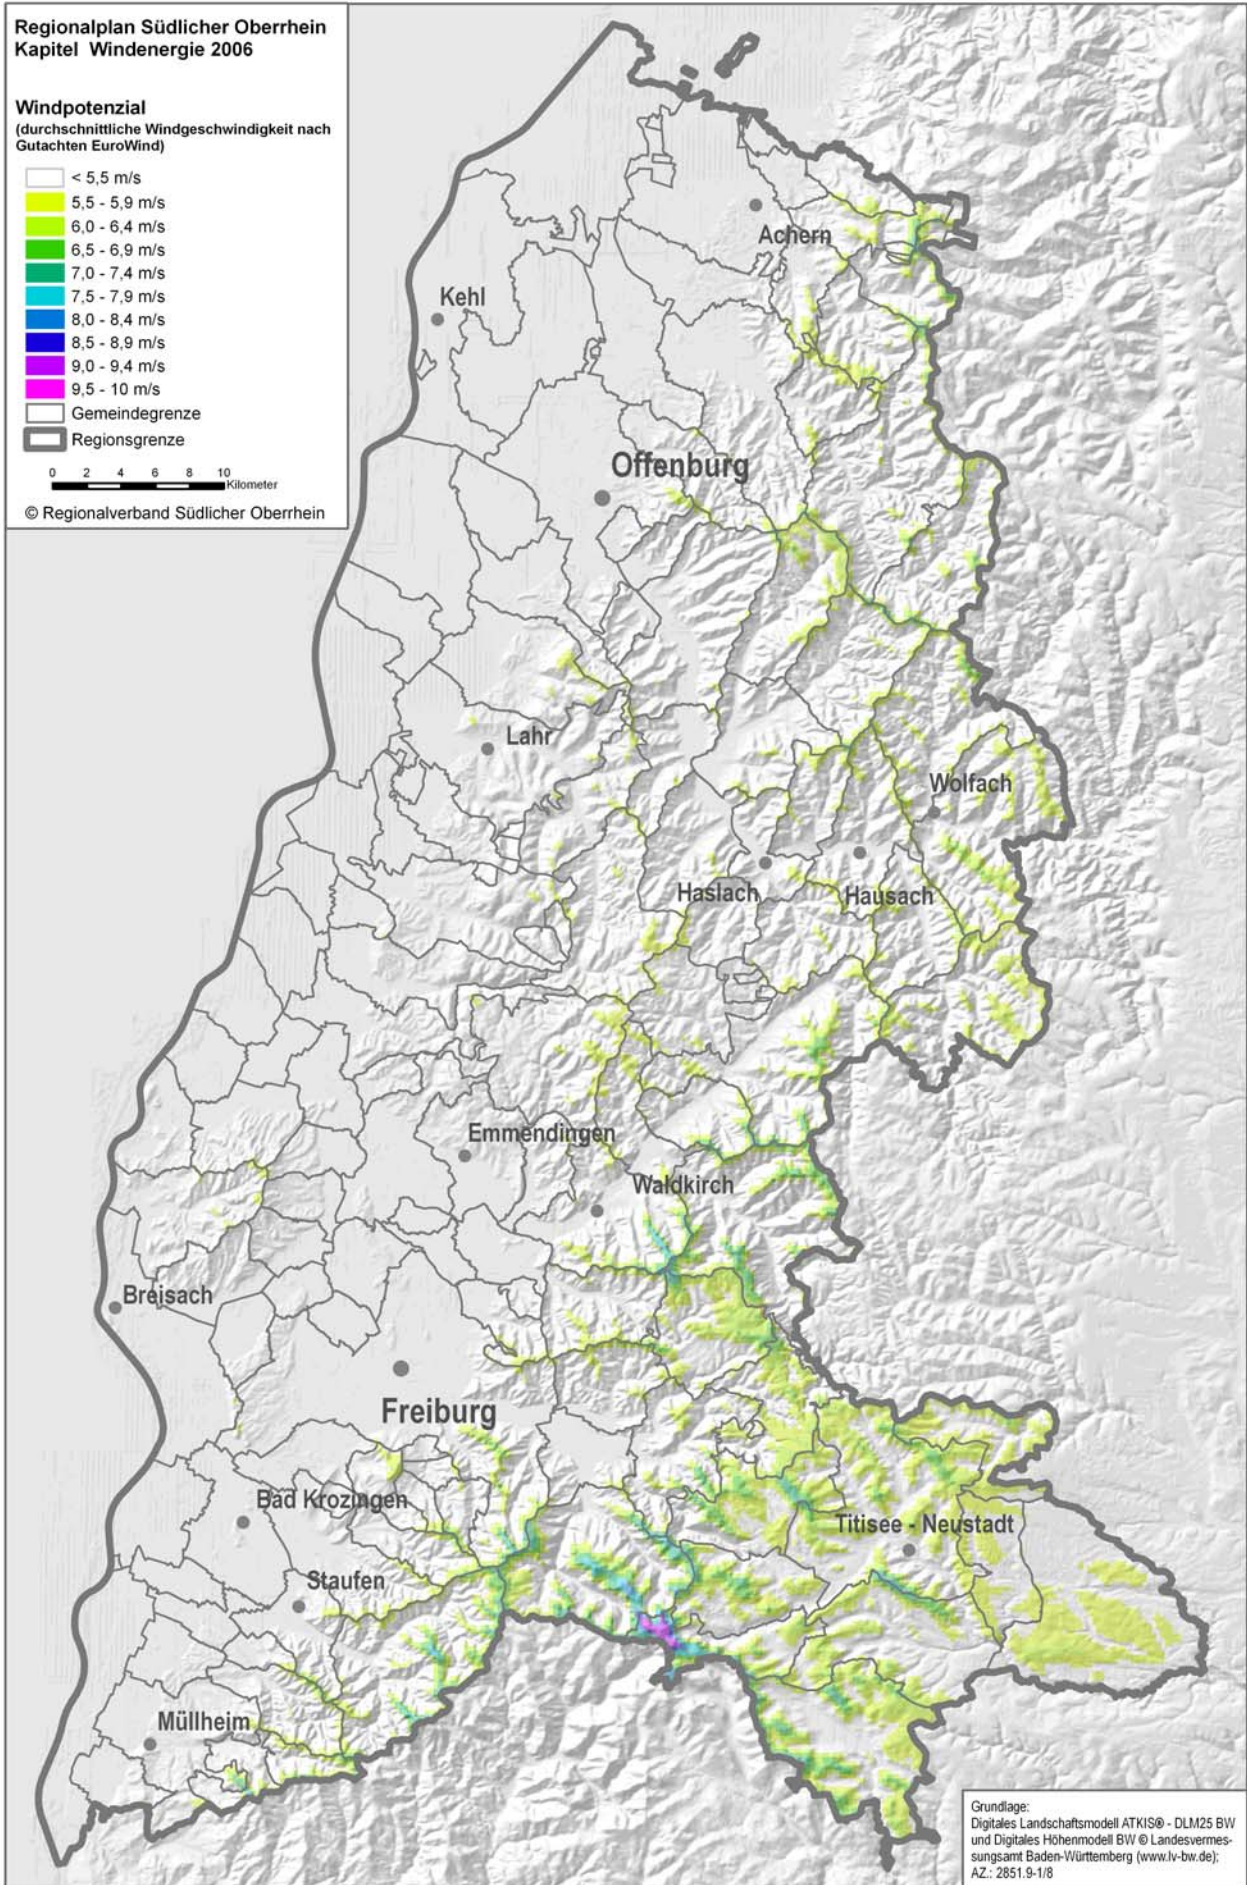 Regionalplan Südlicher Oberrhein
Kapitel Windenergie 2006
Windpotenzial
(durchschnittliche Windgeschwindigkeit nach
Gutachten EuroWind)
< 5,5 m/s
5,5 - 5,9 m/s
6,0 - 6,4 m/s
6,5 - 6,9 m/s
7,0 - 7,4 m/s
7,5 - 7,9 m/s
8,0 - 8,4 m/s
8,5 - 8,9 m/s
9,0 - 9,4 m/s
9,5 - 10 m/s
Gemeindegrenze
Regionsgrenze
0 2 4 6 8 10
Kilometer
© Regionalverband Südlicher Oberrhein
Achern
Kehl
Offenburg
Lahr
Wolfach
Haslach
Hausach
Emmendingen
Waldkirch
Breisach
Freiburg
Bad Krozingen
Titisee - Neustadt
Staufen
Müllheim
Grundlage:
Digitales Landschaftsmodell ATKIS® - DLM25 BW
und Digitales Höhenmodell BW © Landesvermes-
sungsamt Baden-Württemberg (www.lv-bw.de);
AZ.: 2851.9-1/8